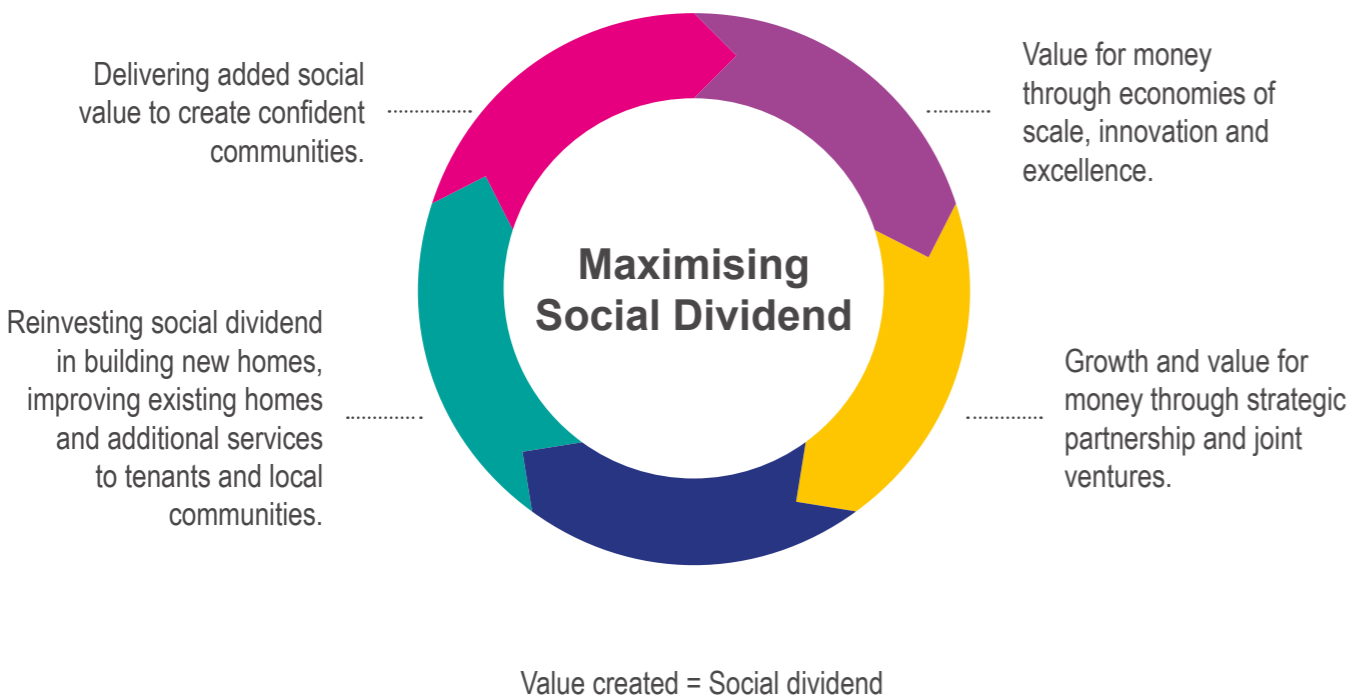 Delivering added social
value to create confident
communities.
Value for money
through economies of
scale, innovation and
excellence.
Maximising
Social Dividend
Reinvesting social dividend
in building new homes,
improving existing homes
and additional services
to tenants and local
communities.
Growth and value for
money through strategic
partnership and joint
ventures.
Value created = Social dividend